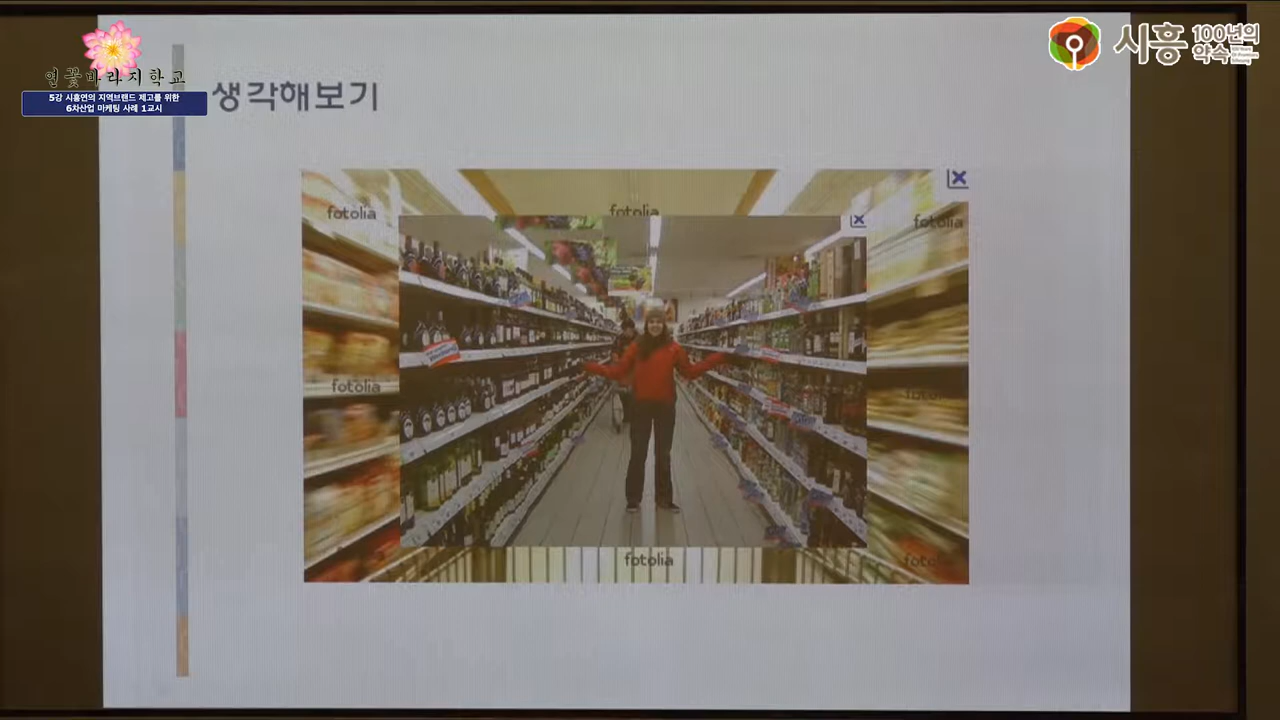 연꽃바라지학교
5강 시흥연의 지역브랜드 제고를 위한
6차산업 마케팅 사례 1교시
시흥
100년의
약속
생각해보기
fotolia
fotolia
fotolia
fotolia
fotolia